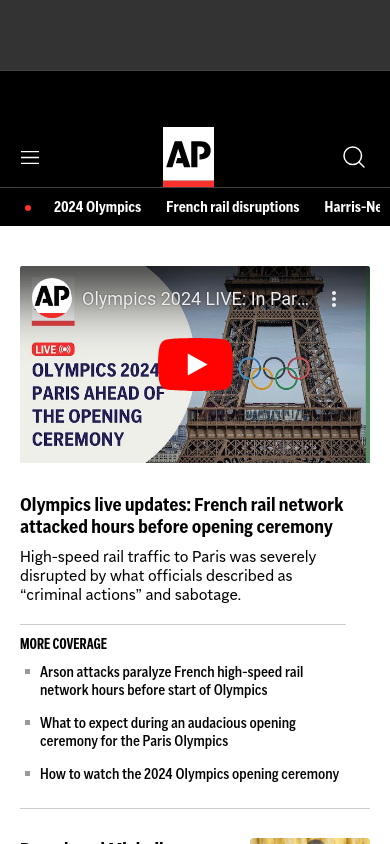 AP
2024 Olympics French rail disruptions Harris-Ne
AP
Olympics 2024 LIVE: In Par...
LIVE
OLYMPICS 2024
PARIS AHEAD OF
THE OPENING
CEREMONY
Olympics live updates: French rail network
attacked hours before opening ceremony
High-speed rail traffic to Paris was severely
disrupted by what officials described as
“criminal actions” and sabotage.
MORE COVERAGE
Arson attacks paralyze French high-speed rail
network hours before start of Olympics
What to expect during an audacious opening
ceremony for the Paris Olympics
How to watch the 2024 Olympics opening ceremony